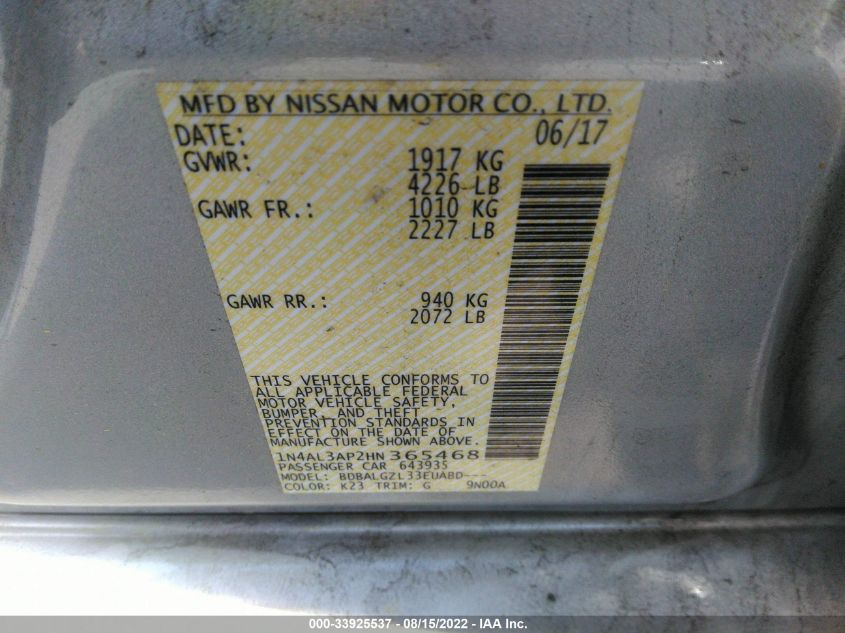 MFD BY NISSAN MOTOR CO., LTD.
DATE: 06/17
GVWR: 1917 KG
4226 LB
GAWR FR.: 1010 KG
2227 LB
GAWR RR.: 940 KG
2072 LB
THIS VEHICLE CONFORMS TO
ALL APPLICABLE FEDERAL
MOTOR VEHICLE SAFETY,
BUMPER, AND THEFT
PREVENTION STANDARDS IN
EFFECT ON THE DATE OF
MANUFACTURE SHOWN ABOVE.
1N4AL3AP2HN 365468
PASSENGER CAR 643935
MODEL: BDBALGZL33EUABD---
COLOR: K23 TRIM: G 9N00A
000-33925537 - 08/15/2022 - IAA Inc.